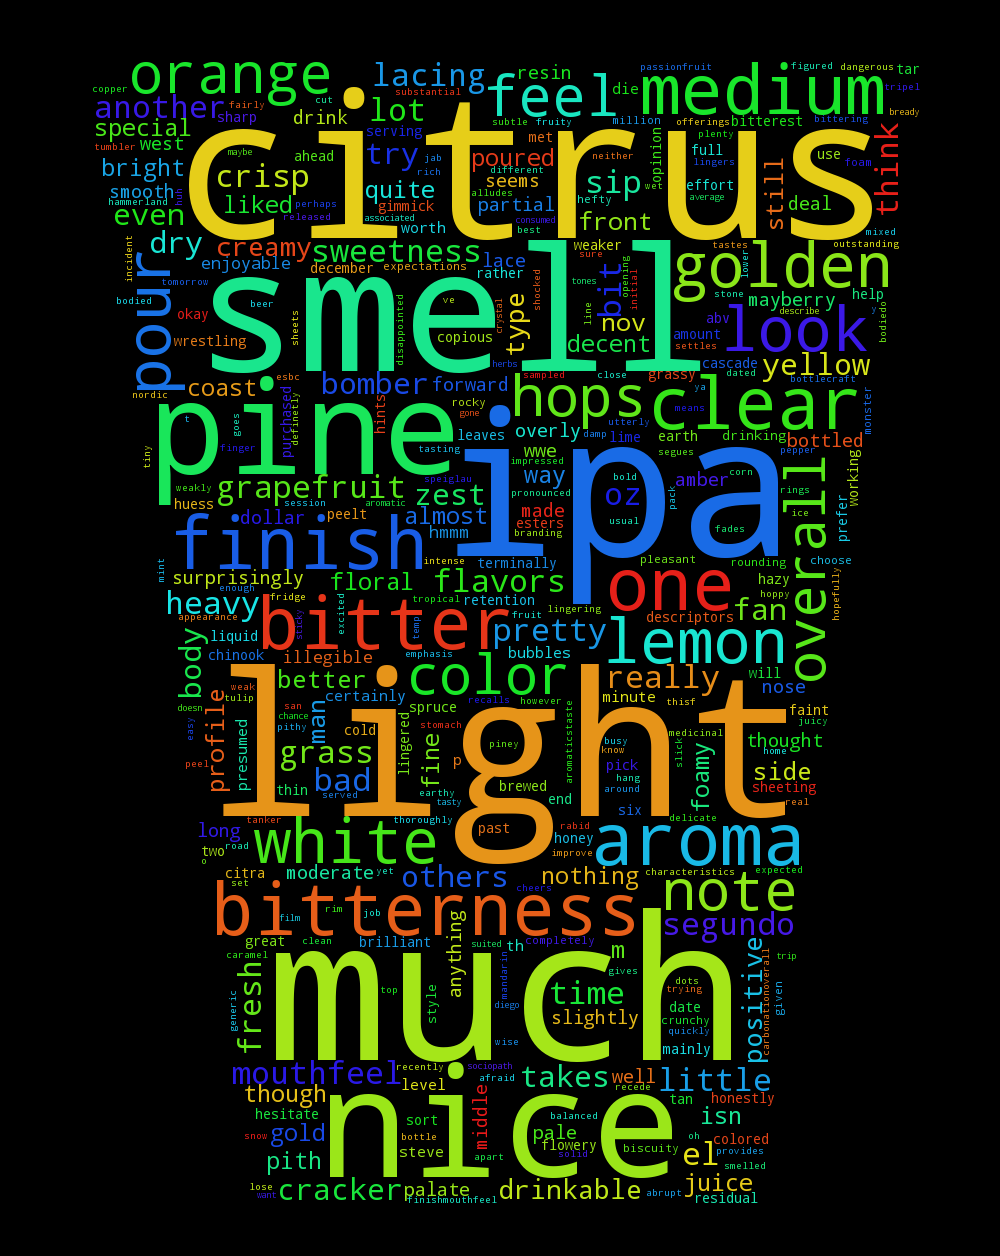 orange lacing resin passionfruit figured dangerous tar
copper another fairly cut substantial feel die medium tripel
special sharp drink lot subtle fruity million offerings bitterest bittering bready
tumbler west maybe serving met plenty
bright ahead try jab poured neither opinion full lingers use foam think
smooth crisp rich different wet effort still
hammerland citrus quite seems sip average deal
huh liked perhaps gimmick alludes partial hefty
even released associated worth consumed best front mixed
dry creamy sweetness lace weaker tastes outstanding
incident pour enjoyable december expectations rather sure golden lowers
bodied tomorrow smell disappointed ve type shocked tones bit opening initial stone mayberry help
okay beer sheets copious crystal line nov abv look describe y bodiedo
wrestling decent amount settles
herbs cascade yellow
nordic coast esbc bomber forward sampled close grassy dated bottlecraft
purchased definetly hints rocky hops ya clear means monster
t goes gone utterly
tiny pine finger tasting leaves overly damp lime earth drinking bottled
wwe segues pepper
weakly speiglau impressed way bold corn
huess grapefruit zest pronounced oz pack amber rings working
session aromatic made usual ice prefer
dollar peelt almost esters branding fades
finish hmmm ipa overall
mint intense terminally pleasant rounding hazy choose
surprisingly floral flavors one hoppy hopefully
enough fridge
heavy excited tropical retention lingering fan
appearance bitter sticky temp fruit descriptors
liquid pretty lemon
body chinook illegible emphasis bubbles
weak better color really will nose
doesn tulip san certainly spruce recalls however minute thisf faint
easy chance man lingered stomach aromaticstaste juicy
pithy cold medicinal
profile presumed grass fine p piney busy slick thought
know home
peel light hang pick foamy side
bad earthy brewed around sheeting
thin served tasty end six real
tanker thoroughly past rabid delicate
long road white honey aroma
two improve
o citra moderate yet others nothing characteristics expected
set cheers note
bitterness
film rim job segundo
great clean brilliant anything suited th completely m
caramel gives positive trip
fresh much mandarin dots
generic top style diego time trying date carbonationoverall given
slightly crunchy
quickly
wise mainly
mouthfeel recently sociopath takes well little
though level afraid recede
hesitate nice middle tan honestly
sort balanced isn
snow gold bottle pale oh colored
steve flowery biscuity el provides
pith apart solid smelled
lose cracker palate drinkable abrupt juice
want finishmouthfeel residual